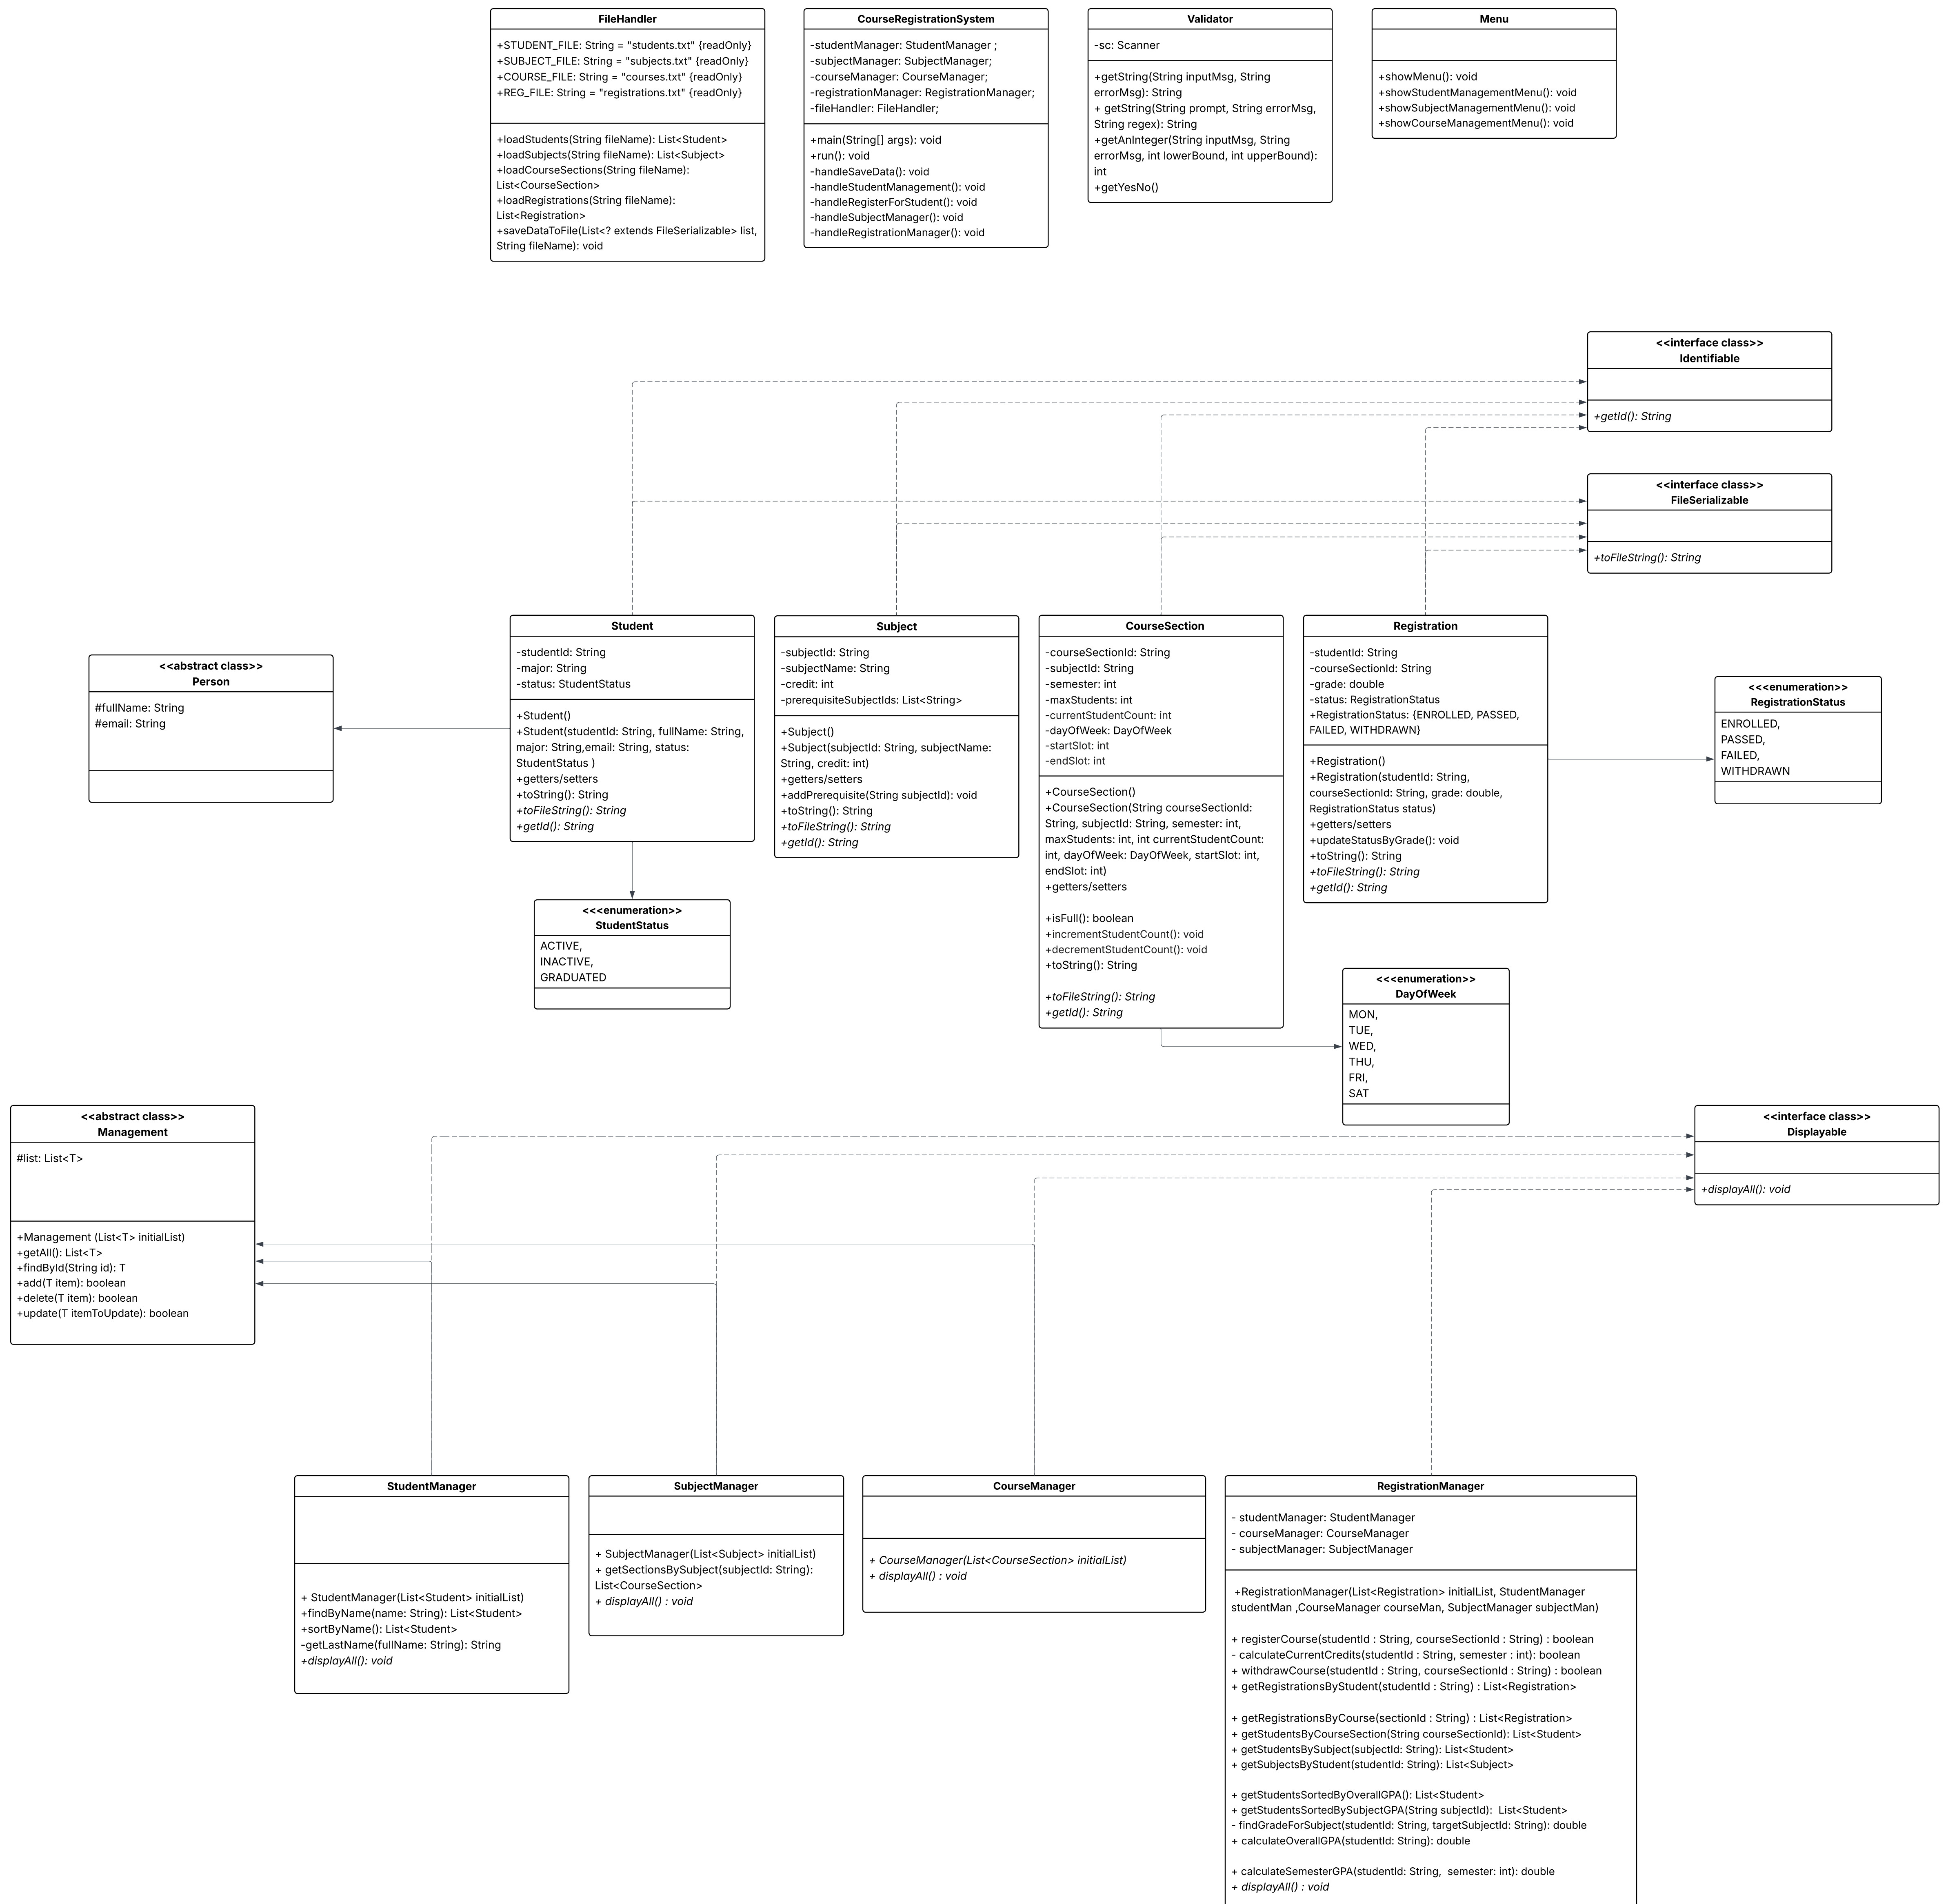 FileHandler
+STUDENT_FILE: String = "students.txt" {readOnly}
+SUBJECT_FILE: String = "subjects.txt" {readOnly}
+COURSE_FILE: String = "courses.txt" {readOnly}
+REG_FILE: String = "registrations.txt" {readOnly}
+loadStudents(String fileName): List<Student>
+loadSubjects(String fileName): List<Subject>
+loadCourseSections(String fileName):
List<CourseSection>
+loadRegistrations(String fileName):
List<Registration>
+saveDataToFile(List<? extends FileSerializable> list,
String fileName): void
CourseRegistrationSystem
-studentManager: StudentManager ;
-subjectManager: SubjectManager;
-courseManager: CourseManager;
-registrationManager: RegistrationManager;
-fileHandler: FileHandler;
+main(String[] args): void
+run(): void
-handleSaveData(): void
-handleStudentManagement(): void
-handleRegisterForStudent(): void
-handleSubjectManager(): void
-handleRegistrationManager(): void
Validator
-sc: Scanner
+getString(String inputMsg, String
errorMsg): String
+ getString(String prompt, String errorMsg,
String regex): String
+getAnInteger(String inputMsg, String
errorMsg, int lowerBound, int upperBound):
int
+getYesNo()
Menu
+showMenu(): void
+showStudentManagementMenu(): void
+showSubjectManagementMenu(): void
+showCourseManagementMenu(): void
<<interface class>>
Identifiable
+getId(): String
<<interface class>>
FileSerializable
+toFileString(): String
<<abstract class>>
Person
#fullName: String
#email: String
Student
-studentId: String
-major: String
-status: StudentStatus
+Student()
+Student(studentId: String, fullName: String,
major: String,email: String, status:
StudentStatus )
+getters/setters
+toString(): String
+toFileString(): String
+getId(): String
Subject
-subjectId: String
-subjectName: String
-credit: int
-prerequisiteSubjectIds: List<String>
+Subject()
+Subject(subjectId: String, subjectName:
String, credit: int)
+getters/setters
+addPrerequisite(String subjectId): void
+toString(): String
+toFileString(): String
+getId(): String
CourseSection
-courseSectionId: String
-subjectId: String
-semester: int
-maxStudents: int
-currentStudentCount: int
-dayOfWeek: DayOfWeek
-startSlot: int
-endSlot: int
+CourseSection()
+CourseSection(String courseSectionId:
String, subjectId: String, semester: int,
maxStudents: int, int currentStudentCount:
int, dayOfWeek: DayOfWeek, startSlot: int,
endSlot: int)
+getters/setters
+isFull(): boolean
+incrementStudentCount(): void
+decrementStudentCount(): void
+toString(): String
+toFileString(): String
+getId(): String
Registration
-studentId: String
-courseSectionId: String
-grade: double
-status: RegistrationStatus
+RegistrationStatus: {ENROLLED, PASSED,
FAILED, WITHDRAWN}
+Registration()
+Registration(studentId: String,
courseSectionId: String, grade: double,
RegistrationStatus status)
+getters/setters
+updateStatusByGrade(): void
+toString(): String
+toFileString(): String
+getId(): String
<<<enumeration>>
RegistrationStatus
ENROLLED,
PASSED,
FAILED,
WITHDRAWN
<<<enumeration>>
StudentStatus
ACTIVE,
INACTIVE,
GRADUATED
<<<enumeration>>
DayOfWeek
MON,
TUE,
WED,
THU,
FRI,
SAT
<<abstract class>>
Management
#list: List<T>
+Management (List<T> initialList)
+getAll(): List<T>
+findById(String id): T
+add(T item): boolean
+delete(T item): boolean
+update(T itemToUpdate): boolean
<<interface class>>
Displayable
+displayAll(): void
StudentManager
+ StudentManager(List<Student> initialList)
+findByName(name: String): List<Student>
+sortByName(): List<Student>
-getLastName(fullName: String): String
+displayAll(): void
SubjectManager
+ SubjectManager(List<Subject> initialList)
+ getSectionsBySubject(subjectId: String):
List<CourseSection>
+ displayAll() : void
CourseManager
+ CourseManager(List<CourseSection> initialList)
+ displayAll() : void
RegistrationManager
- studentManager: StudentManager
- courseManager: CourseManager
- subjectManager: SubjectManager
+RegistrationManager(List<Registration> initialList, StudentManager
studentMan ,CourseManager courseMan, SubjectManager subjectMan)
+ registerCourse(studentId : String, courseSectionId : String) : boolean
- calculateCurrentCredits(studentId : String, semester : int): boolean
+ withdrawCourse(studentId : String, courseSectionId : String) : boolean
+ getRegistrationsByStudent(studentId : String) : List<Registration>
+ getRegistrationsByCourse(sectionId : String) : List<Registration>
+ getStudentsByCourseSection(String courseSectionId): List<Student>
+ getStudentsBySubject(subjectId: String): List<Student>
+ getSubjectsByStudent(studentId: String): List<Subject>
+ getStudentsSortedByOverallGPA(): List<Student>
+ getStudentsSortedBySubjectGPA(String subjectId): List<Student>
- findGradeForSubject(studentId: String, targetSubjectId: String): double
+ calculateOverallGPA(studentId: String): double
+ calculateSemesterGPA(studentId: String, semester: int): double
+ displayAll() : void